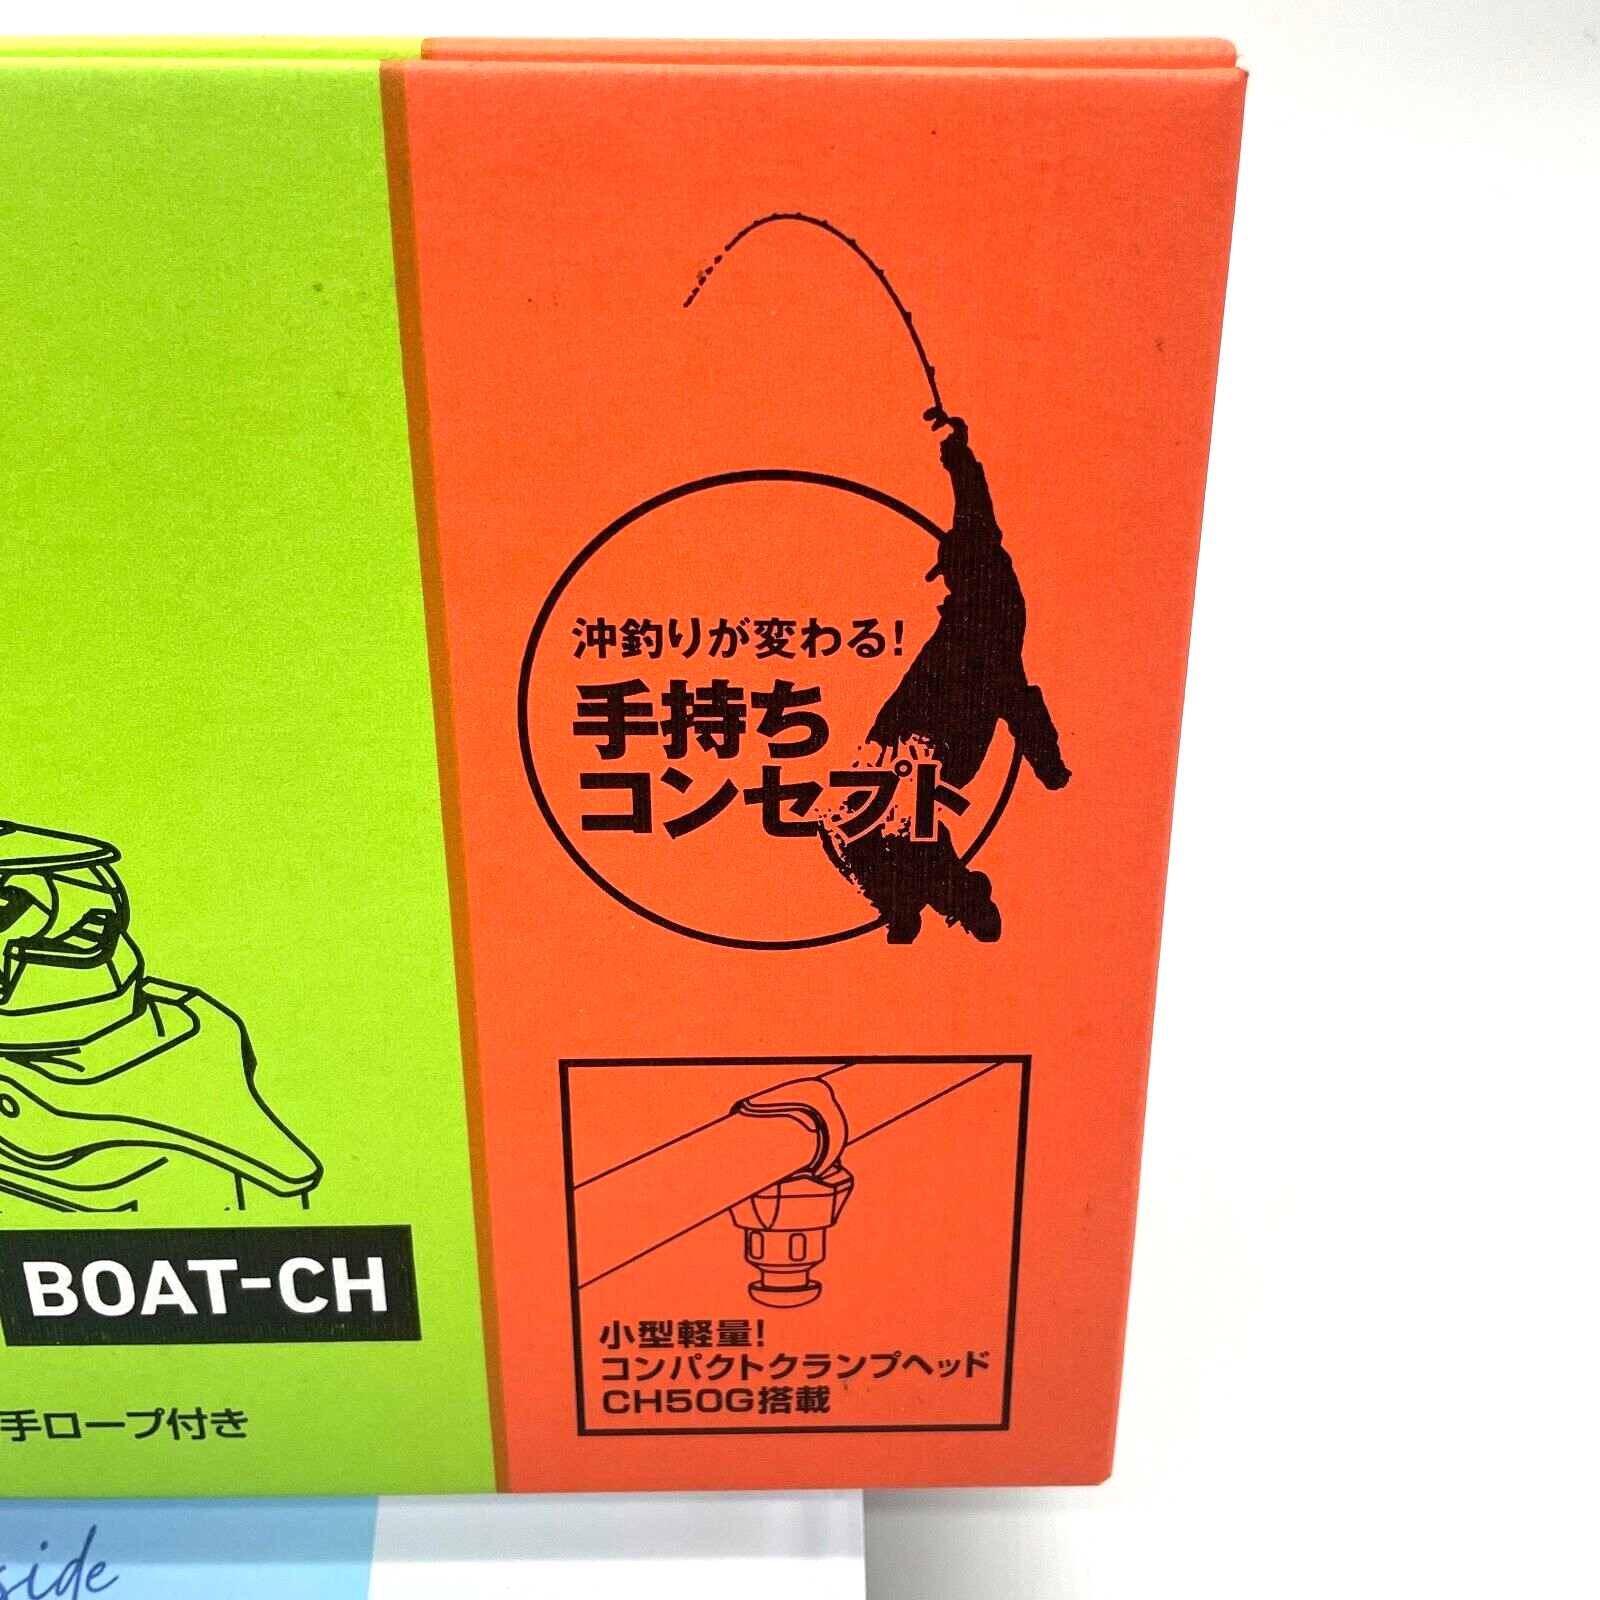 沖釣りが変わる!
手持ち
コンセプト
BOAT-CH
手ロープ付き
小型軽量!
コンパクトクランプヘッド
CH50G搭載
side